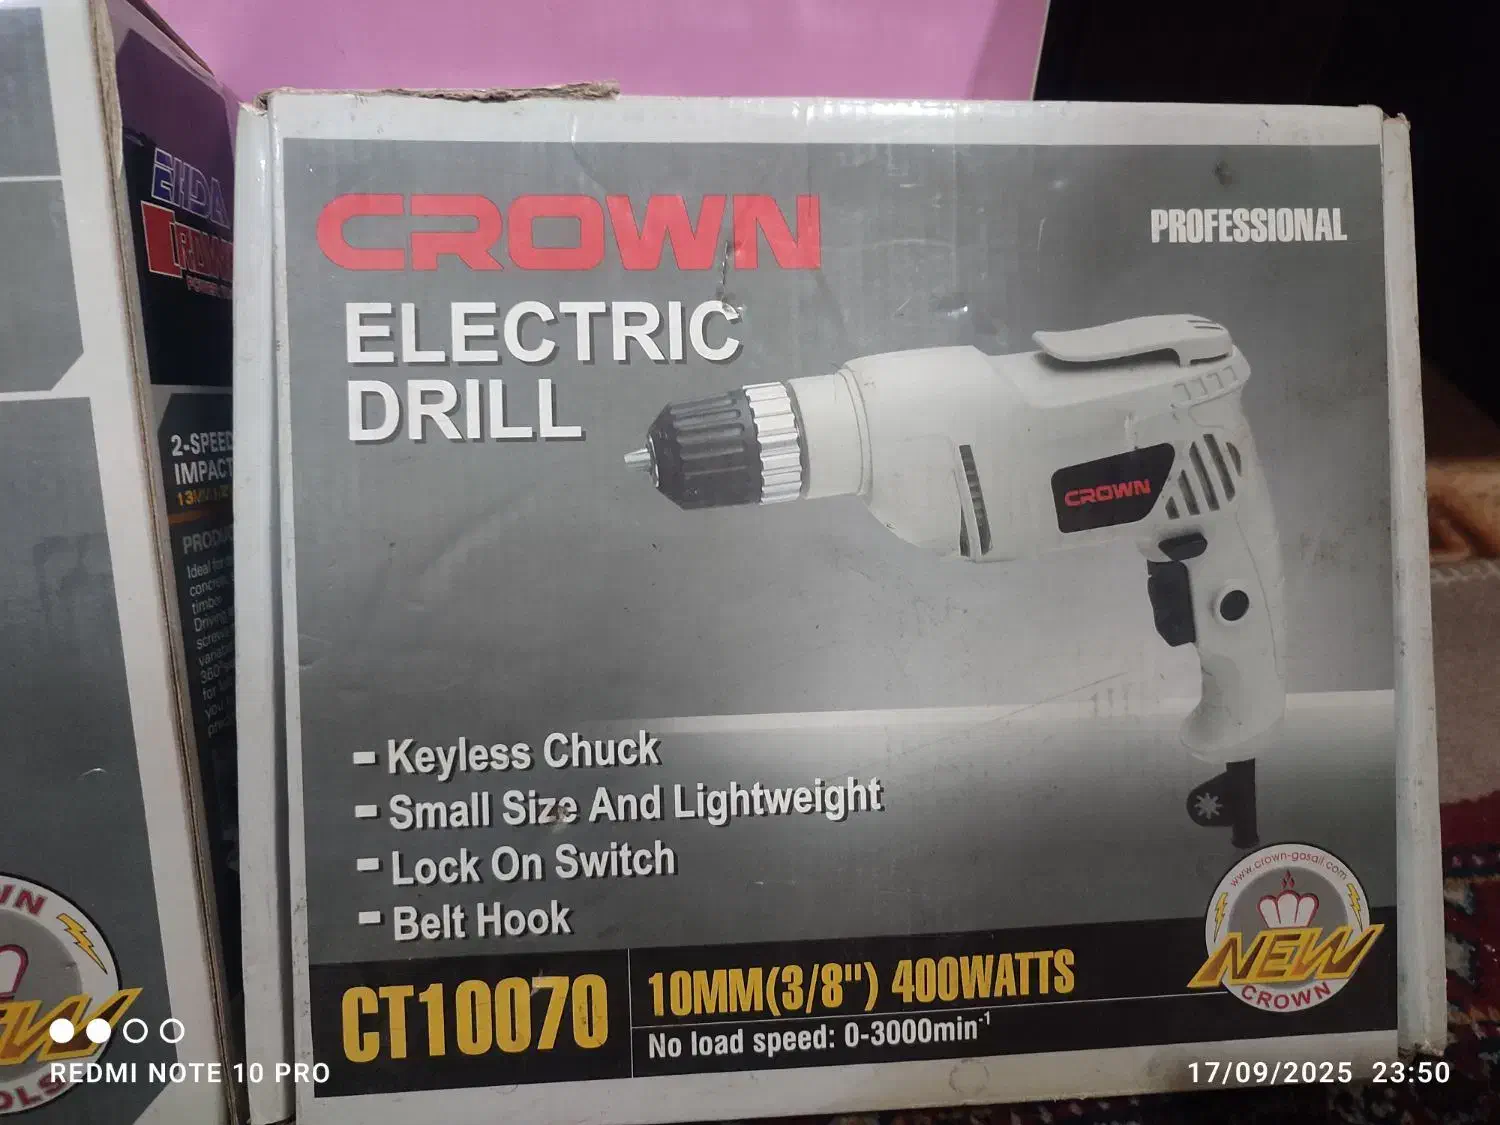 CROWN
PROFESSIONAL
ELECTRIC
DRILL
CROWN
- Keyless Chuck
- Small Size And Lightweight
- Lock On Switch
- Belt Hook
CT10070
10MM(3/8") 400WATTS
No load speed: 0-3000min-1
www.crown-gasail.com
NEW
CROWN
2-SPEED
IMPACT
Ideal for
REDMI NOTE 10 PRO
17/09/2025 23:50